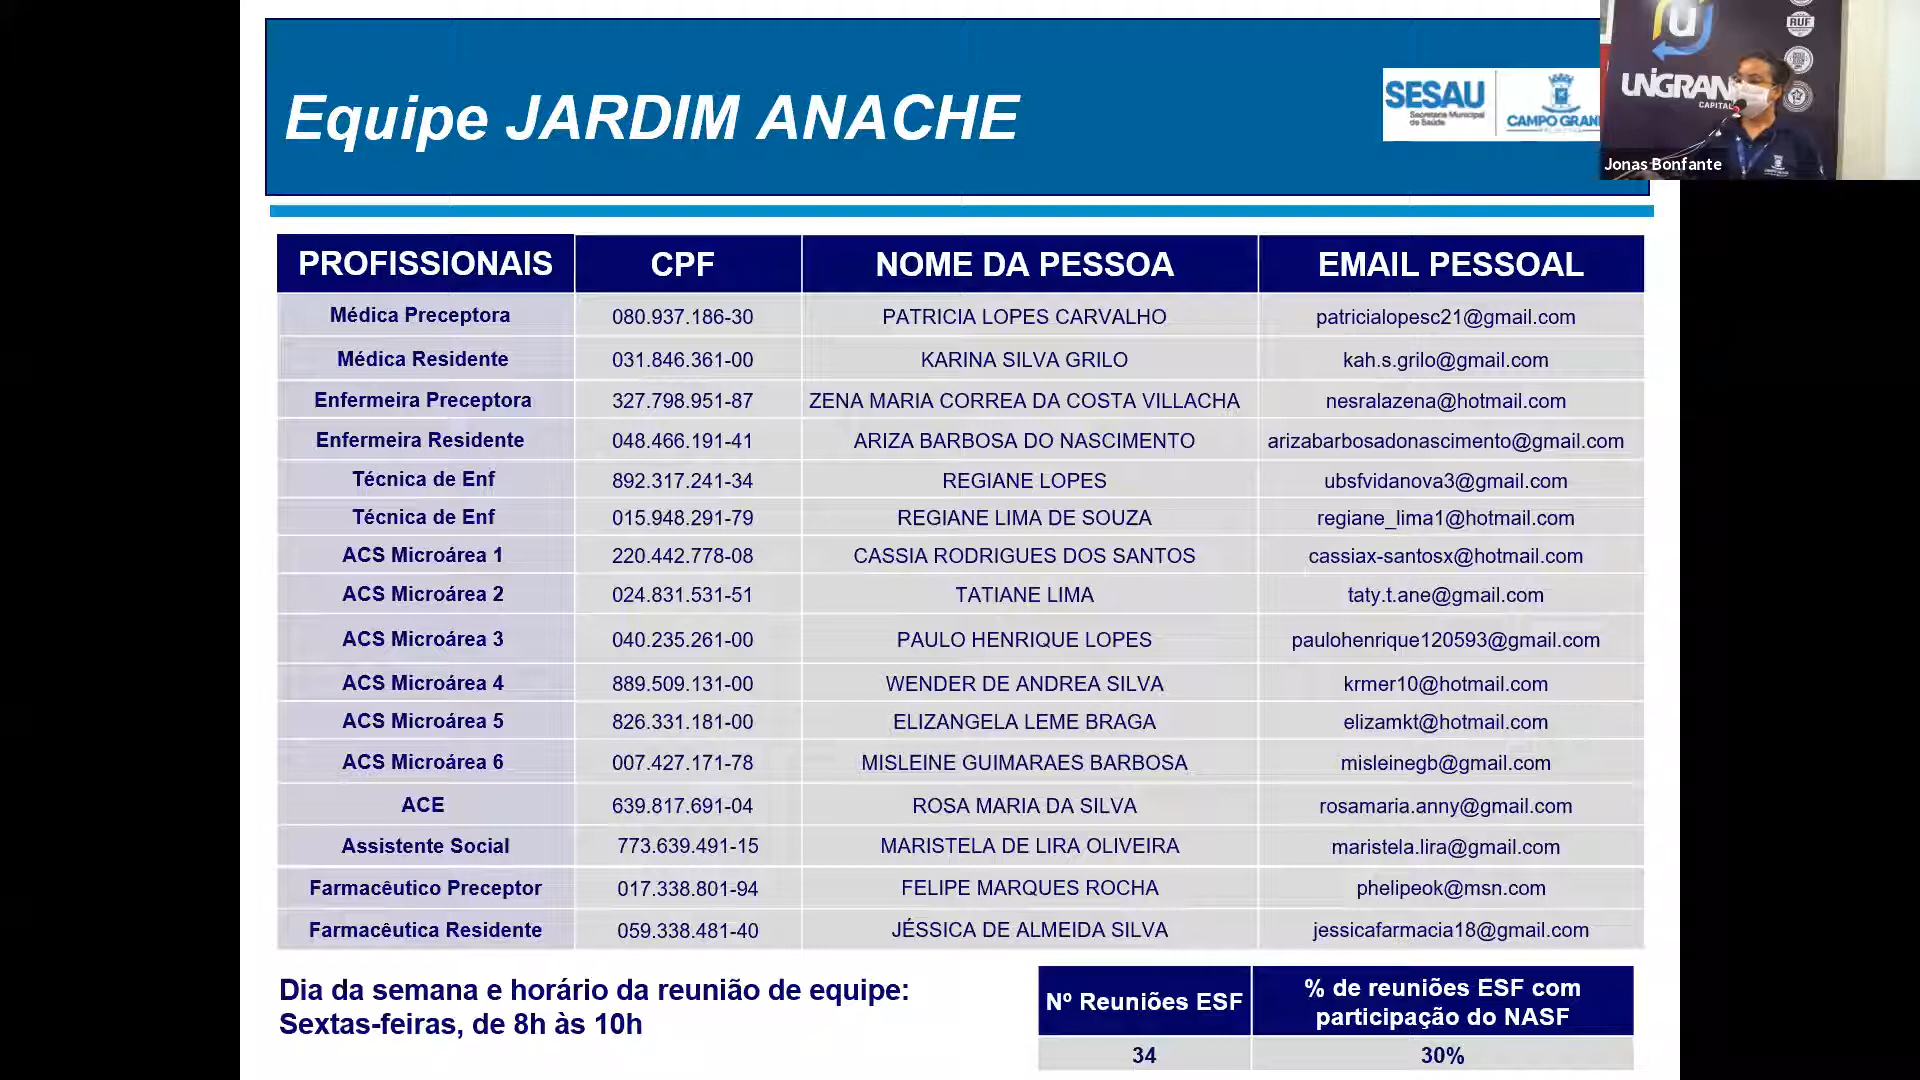 Equipe JARDIM ANACHE
SESAU
Secretaria Municipal
de Saúde
CAMPO GRAN
UNIGRAN
CAPITAL
RUF
Jonas Bonfante
PROFISSIONAIS CPF NOME DA PESSOA EMAIL PESSOAL
Médica Preceptora 080.937.186-30 PATRICIA LOPES CARVALHO patricialopesc21@gmail.com
Médica Residente 031.846.361-00 KARINA SILVA GRILO kah.s.grilo@gmail.com
Enfermeira Preceptora 327.798.951-87 ZENA MARIA CORREA DA COSTA VILLACHA nesralazena@hotmail.com
Enfermeira Residente 048.466.191-41 ARIZA BARBOSA DO NASCIMENTO arizabarbosadonascimento@gmail.com
Técnica de Enf 892.317.241-34 REGIANE LOPES ubsfvidanova3@gmail.com
Técnica de Enf 015.948.291-79 REGIANE LIMA DE SOUZA regiane_lima1@hotmail.com
ACS Microárea 1 220.442.778-08 CASSIA RODRIGUES DOS SANTOS cassiax-santosx@hotmail.com
ACS Microárea 2 024.831.531-51 TATIANE LIMA taty.t.ane@gmail.com
ACS Microárea 3 040.235.261-00 PAULO HENRIQUE LOPES paulohenrique120593@gmail.com
ACS Microárea 4 889.509.131-00 WENDER DE ANDREA SILVA krmer10@hotmail.com
ACS Microárea 5 826.331.181-00 ELIZANGELA LEME BRAGA elizamkt@hotmail.com
ACS Microárea 6 007.427.171-78 MISLEINE GUIMARAES BARBOSA misleinegb@gmail.com
ACE 639.817.691-04 ROSA MARIA DA SILVA rosamaria.anny@gmail.com
Assistente Social 773.639.491-15 MARISTELA DE LIRA OLIVEIRA maristela.lira@gmail.com
Farmacêutico Preceptor 017.338.801-94 FELIPE MARQUES ROCHA phelipeok@msn.com
Farmacêutica Residente 059.338.481-40 JÉSSICA DE ALMEIDA SILVA jessicafarmacia18@gmail.com
Dia da semana e horário da reunião de equipe:
Sextas-feiras, de 8h às 10h
Nº Reuniões ESF
% de reuniões ESF com
participação do NASF
34 30%